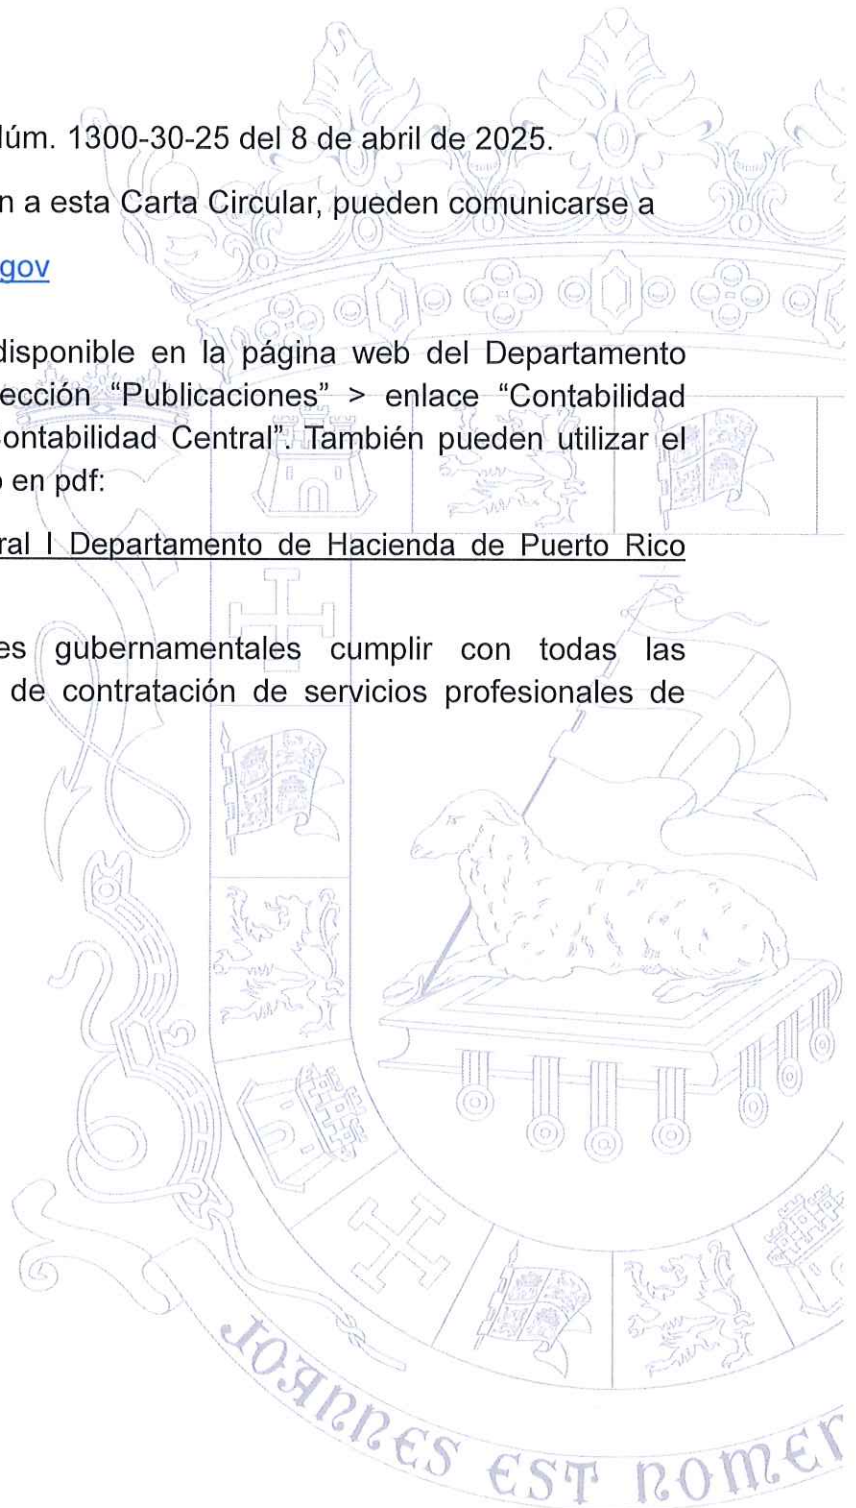 úm. 1300-30-25 del 8 de abril de 2025.
n a esta Carta Circular, pueden comunicarse a
gov
disponible en la página web del Departamento
ección “Publicaciones” > enlace “Contabilidad
Contabilidad Central”. También pueden utilizar el
o en pdf:
ral I Departamento de Hacienda de Puerto Rico
es gubernamentales cumplir con todas las
de contratación de servicios profesionales de
JOANNES EST NOMEN